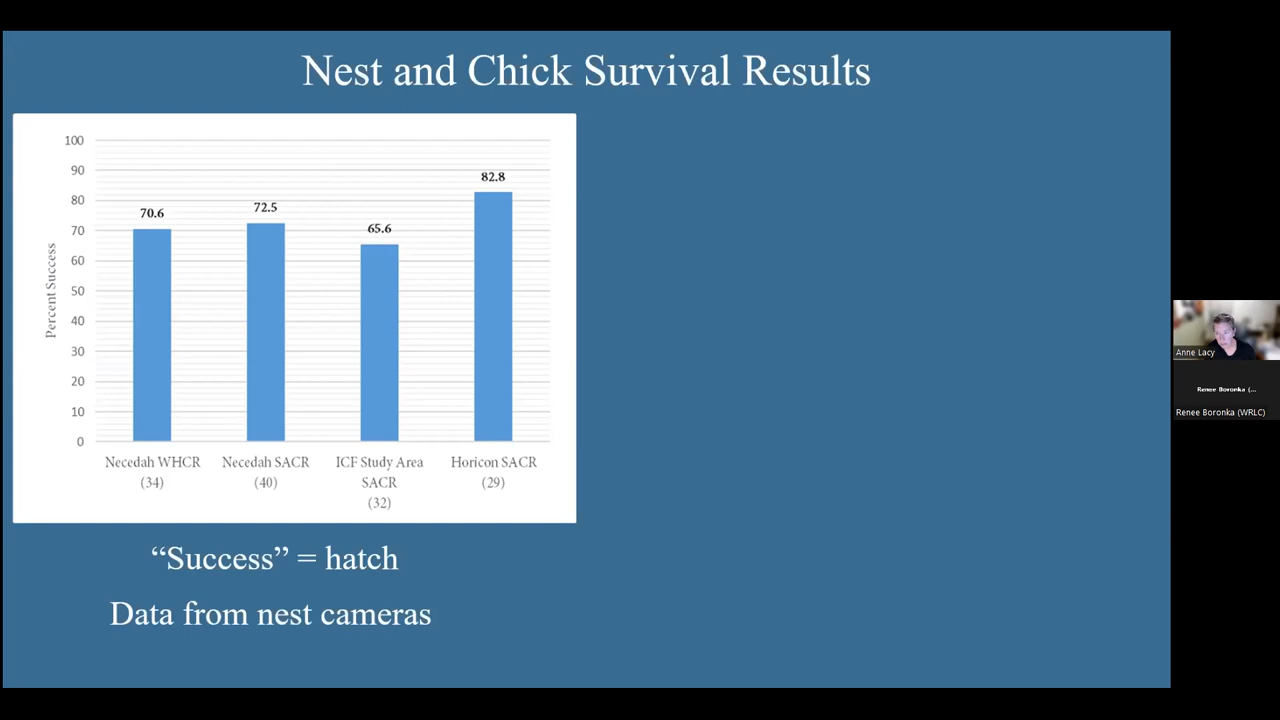 Nest and Chick Survival Results
Percent Success
100
90
80
70
60
50
40
30
20
10
0
70.6
72.5
65.6
82.8
Necedah WHCR
(34)
Necedah SACR
(40)
ICF Study Area
SACR
(32)
Horicon SACR
(29)
“Success” = hatch
Data from nest cameras
Anne Lacy
Renee Boronka (...
Renee Boronka (WRLC)